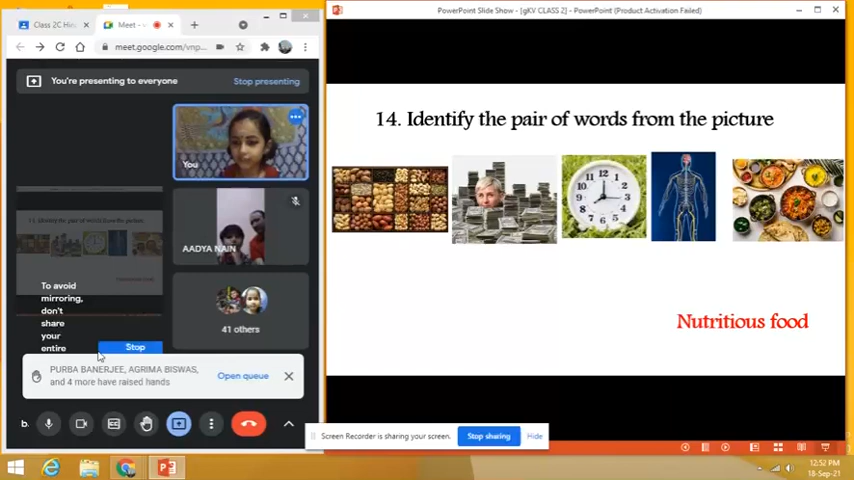 Class 2C Hin
Meet -
meet.google.com/vnp
You're presenting to everyone
Stop presenting
You
AADYA NAIN
41 others
To avoid
mirroring,
don't
share
your
entire
Stop
PURBA BANERJEE, AGRIMA BISWAS,
and 4 more have raised hands
Open queue
b.
PowerPoint Slide Show - [gKV CLASS 2] - PowerPoint (Product Activation Failed)
14. Identify the pair of words from the picture
Nutritious food
Screen Recorder is sharing your screen.
Stop sharing
Hide
12:52 PM
18-Sep-21